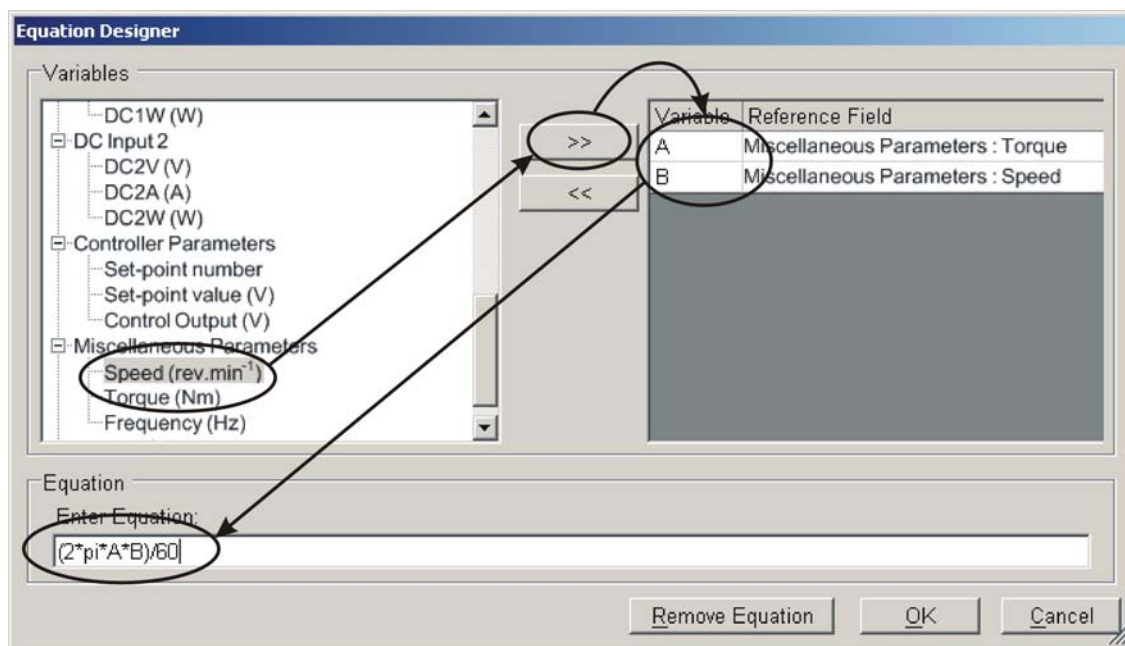 Equation Designer
Variables
DC1W (W)
DC Input 2
DC2V (V)
DC2A (A)
DC2W (W)
Controller Parameters
Set-point number
Set-point value (V)
Control Output (V)
Miscellaneous Parameters
Speed (rev.min⁻¹)
Torque (Nm)
Frequency (Hz)
>>
<<
Variable Reference Field
A Miscellaneous Parameters : Torque
B Miscellaneous Parameters : Speed
Equation
Enter Equation:
(2*pi*A*B)/60
Remove Equation OK Cancel